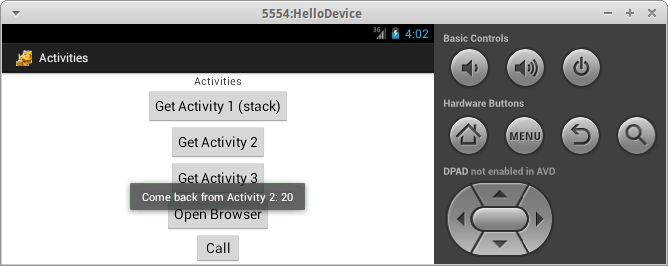 5554:HelloDevice
3G 4:02
Activities
Activities
Get Activity 1 (stack)
Get Activity 2
Get Activity 3
Come back from Activity 2: 20
Open Browser
Call
Basic Controls
Hardware Buttons
MENU
DPAD not enabled in AVD